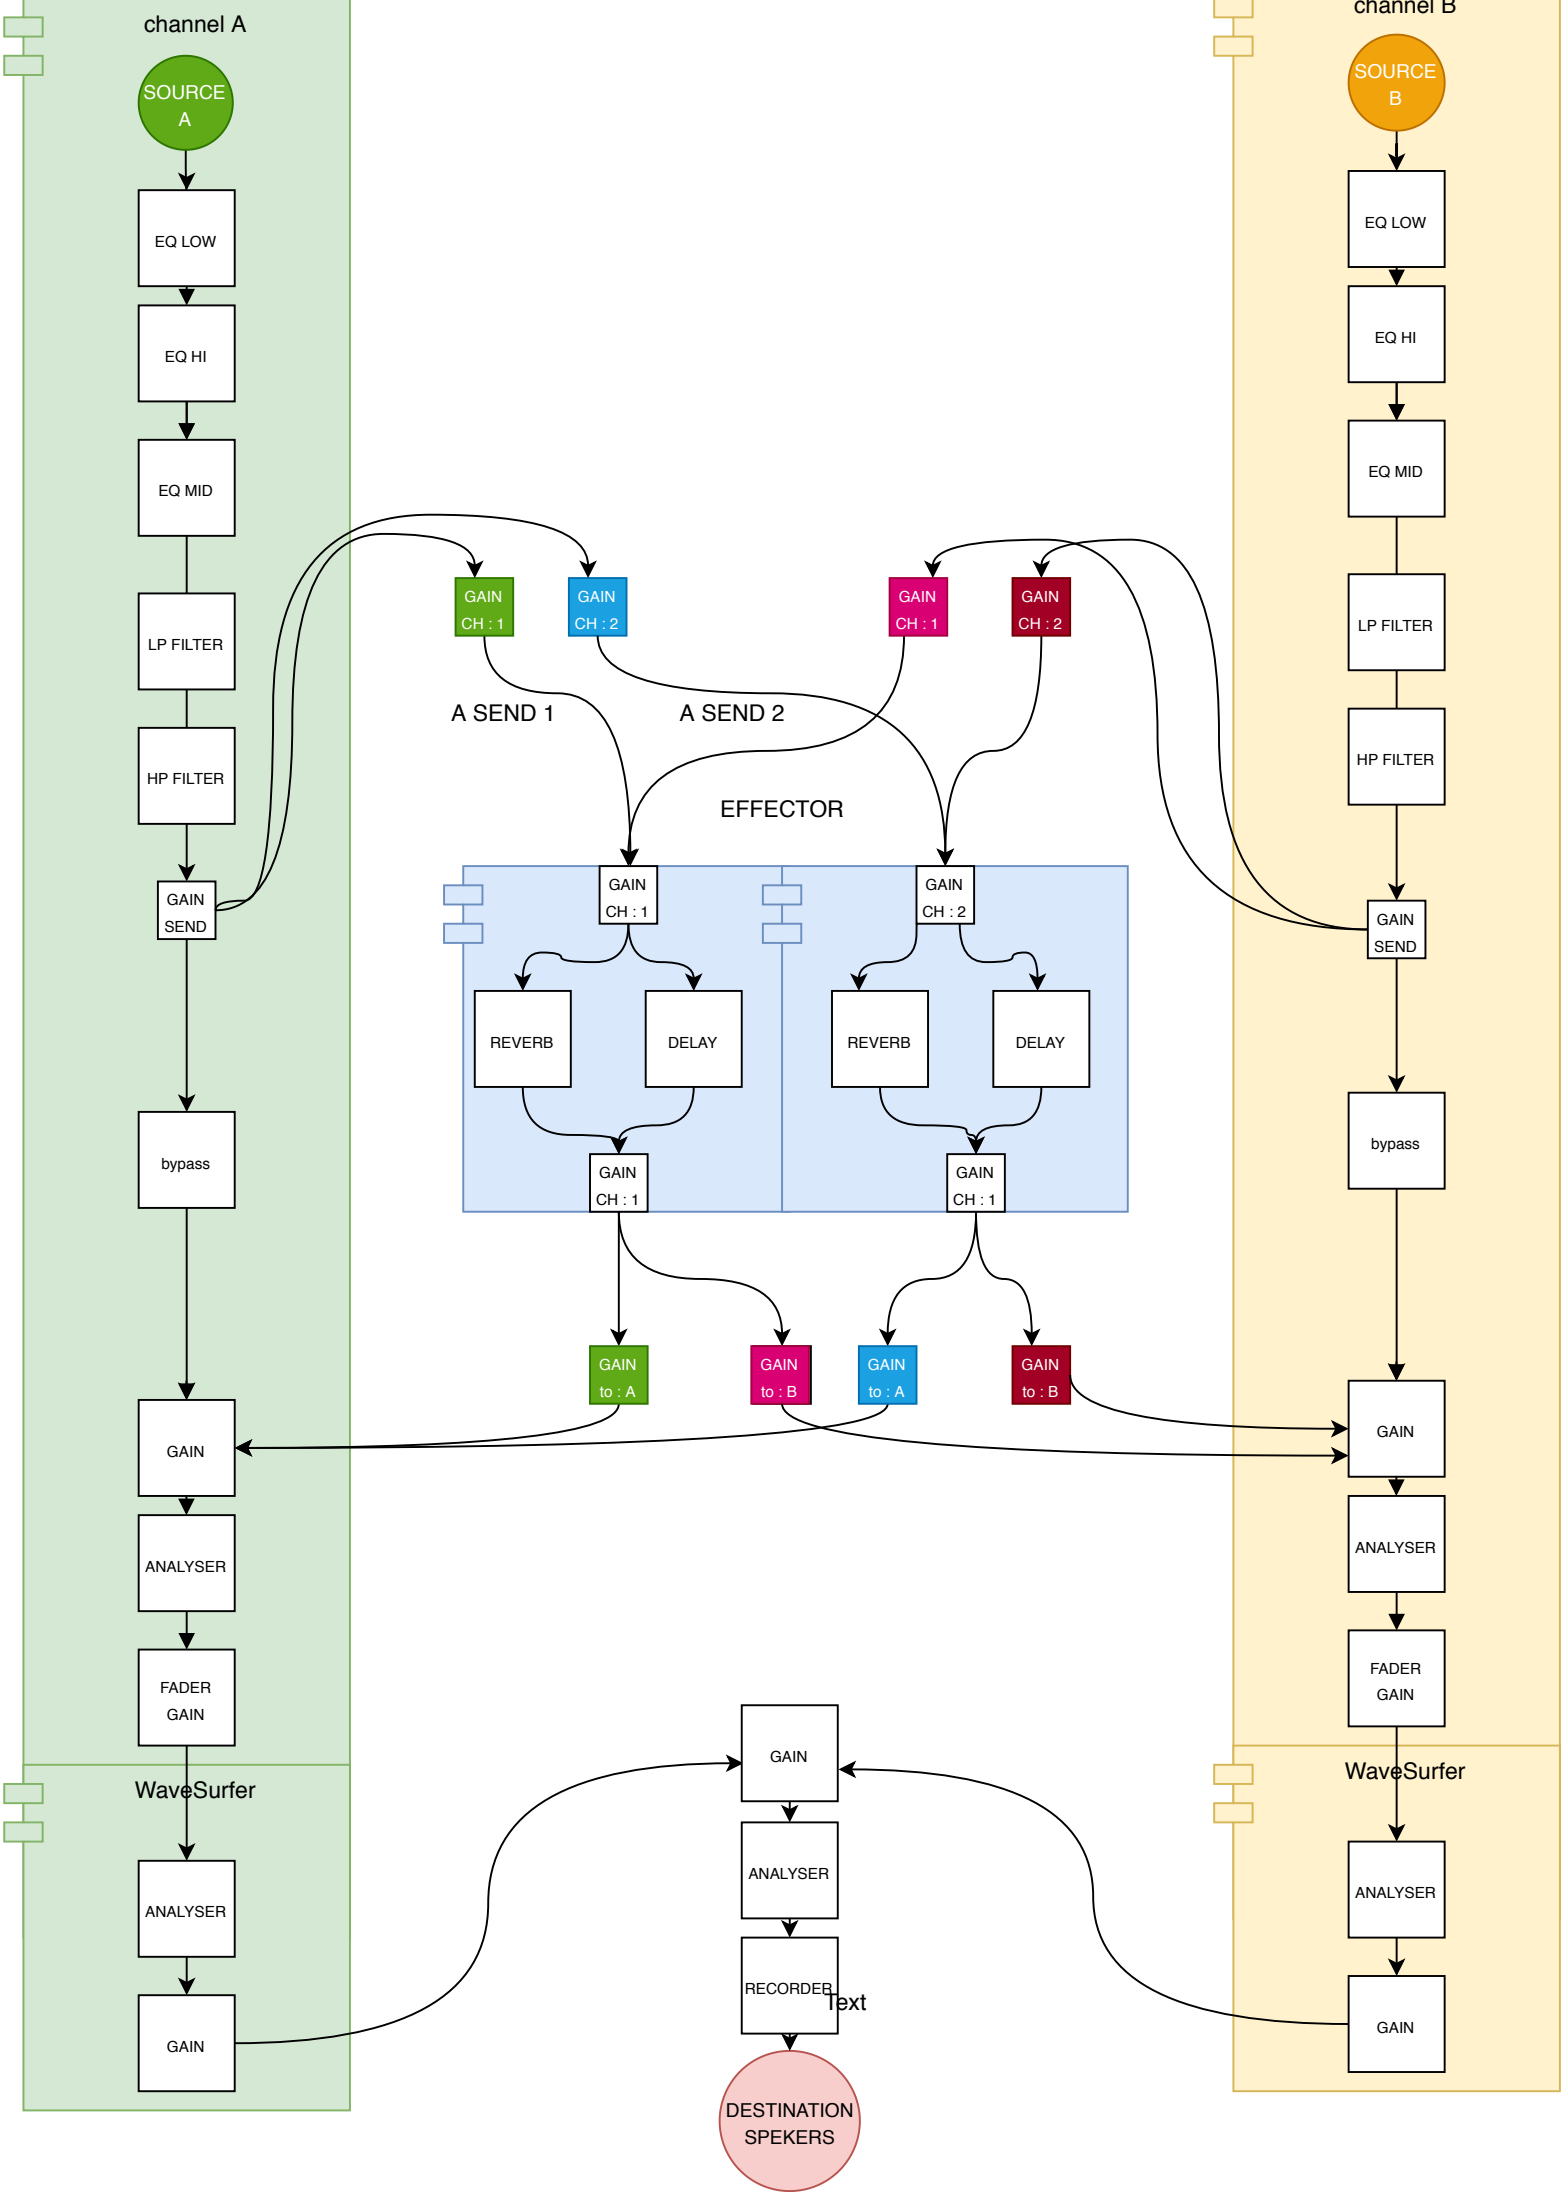 channel A
SOURCE
A
EQ LOW
EQ HI
EQ MID
LP FILTER
HP FILTER
GAIN
SEND
bypass
GAIN
ANALYSER
FADER
GAIN
WaveSurfer
ANALYSER
GAIN
GAIN
CH : 1
GAIN
CH : 2
GAIN
CH : 1
GAIN
CH : 2
A SEND 1
A SEND 2
EFFECTOR
GAIN
CH : 1
REVERB
DELAY
GAIN
CH : 1
GAIN
CH : 2
REVERB
DELAY
GAIN
CH : 1
GAIN
to : A
GAIN
to : B
GAIN
to : A
GAIN
to : B
GAIN
ANALYSER
RECORDER
Text
DESTINATION
SPEKERS
channel B
SOURCE
B
EQ LOW
EQ HI
EQ MID
LP FILTER
HP FILTER
GAIN
SEND
bypass
GAIN
ANALYSER
FADER
GAIN
WaveSurfer
ANALYSER
GAIN